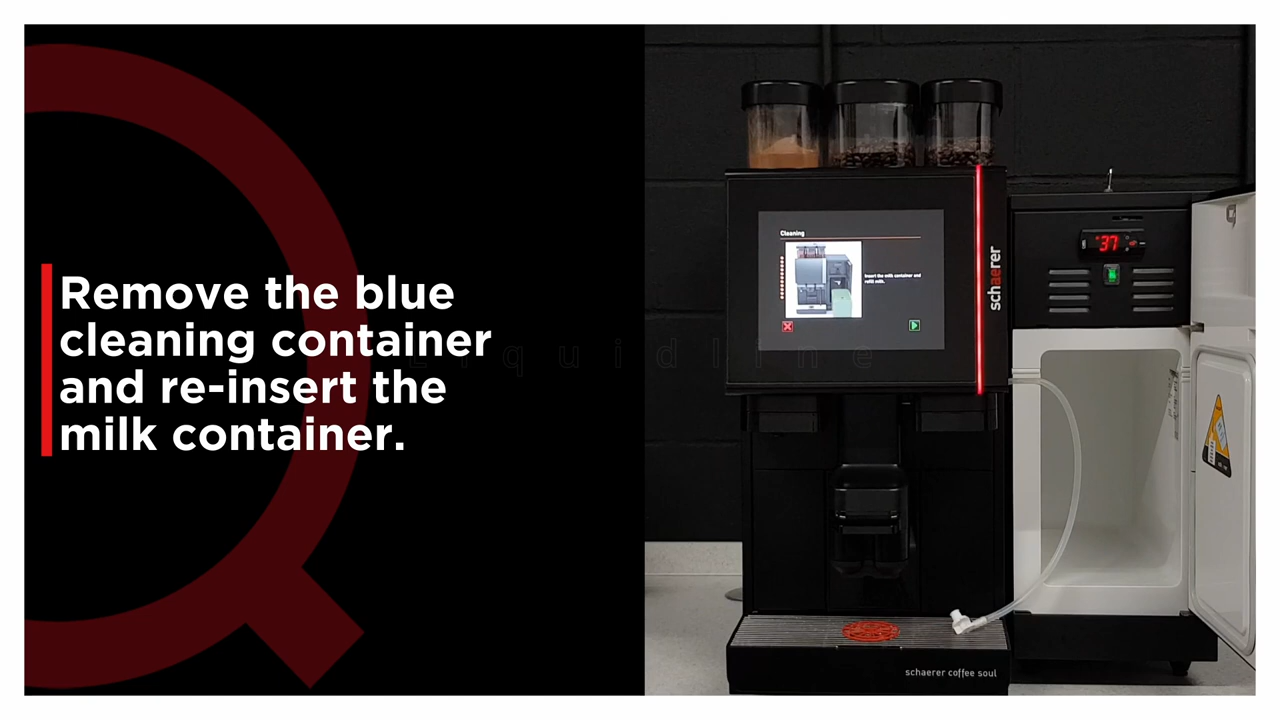 Remove the blue
cleaning container
and re-insert the
milk container.
Liquidline
Cleaning
Insert the milk container and
refill milk.
schaerer
37
schaerer coffee soul